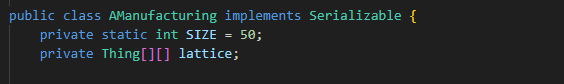 public class AManufacturing implements Serializable {
    private static int SIZE = 50;
    private Thing[][] lattice;